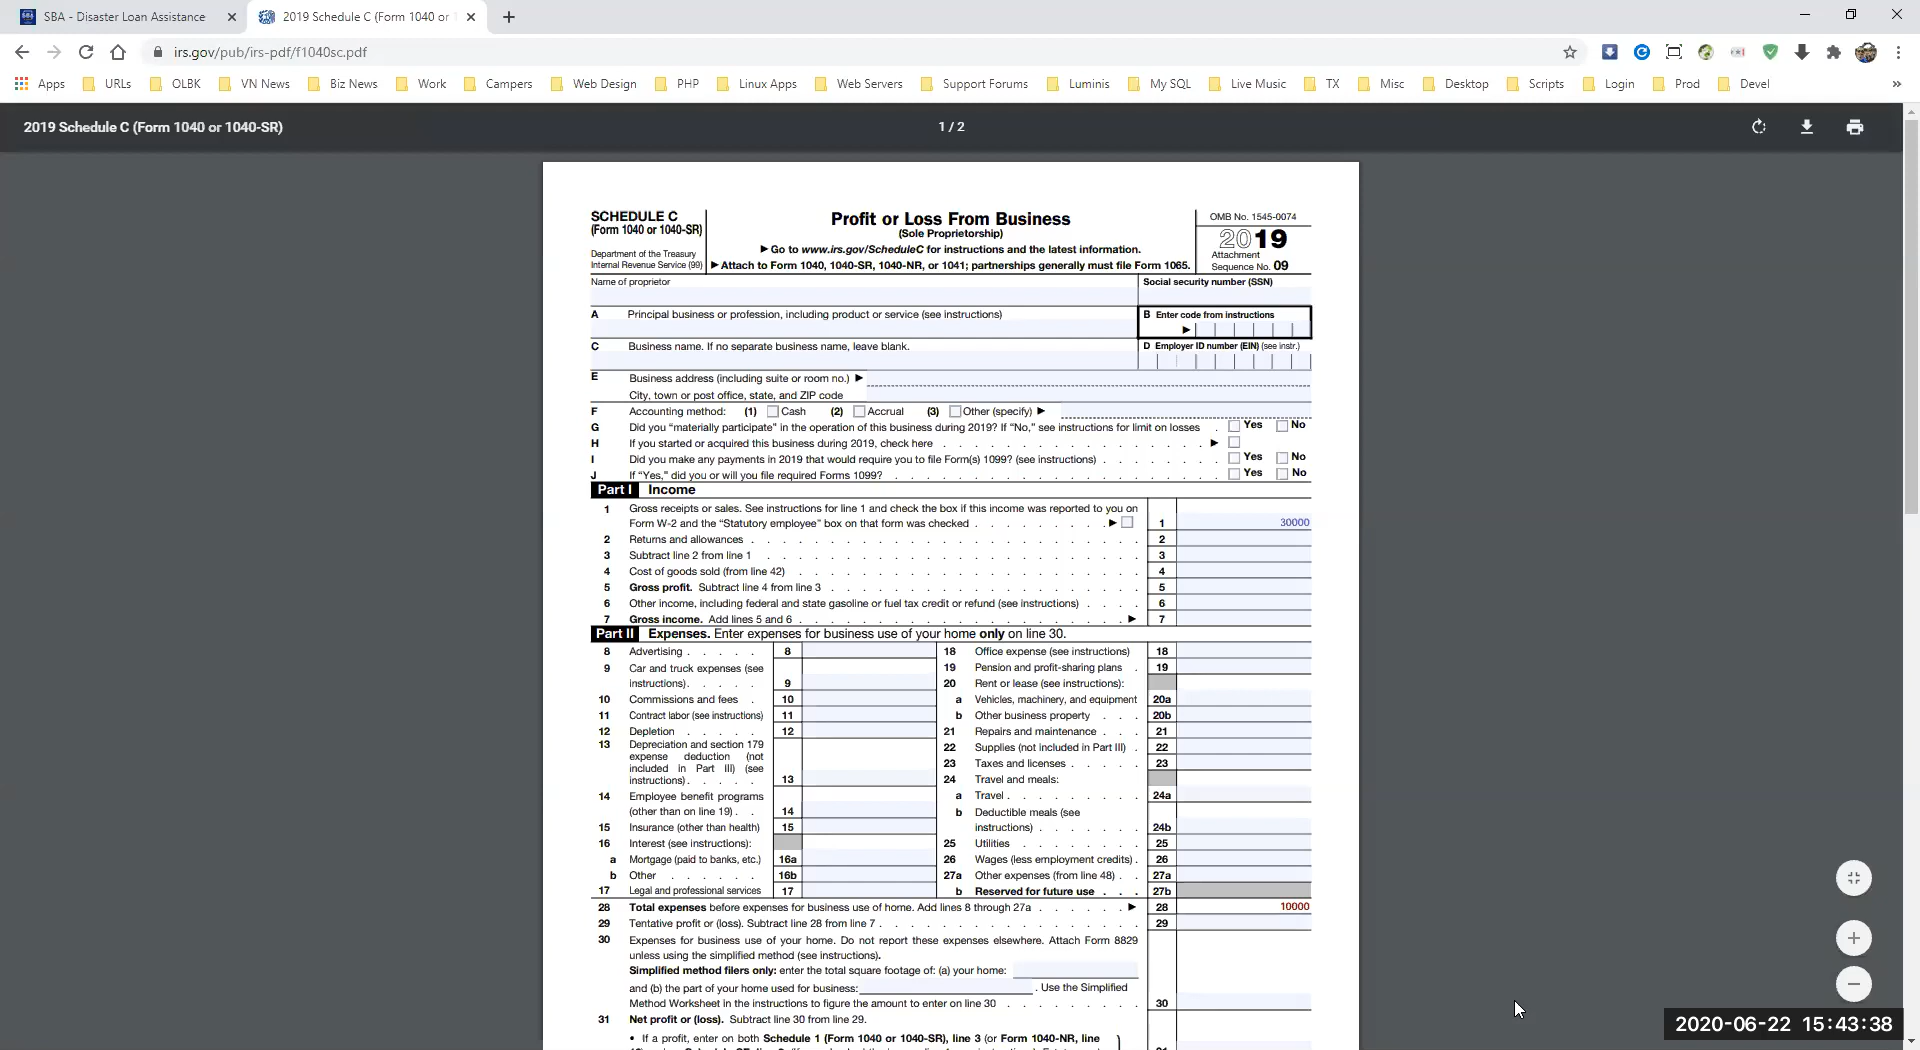 SBA - Disaster Loan Assistance
2019 Schedule C (Form 1040 or
irs.gov/pub/irs-pdf/f1040sc.pdf
Apps URLs OLBK VN News Biz News Work Campers Web Design PHP Linux Apps Web Servers Support Forums Luminis My SQL Live Music TX Misc Desktop Scripts Login Prod Devel »
2019 Schedule C (Form 1040 or 1040-SR) 1 / 2
SCHEDULE C
(Form 1040 or 1040-SR)
Department of the Treasury
Internal Revenue Service (99)
Profit or Loss From Business
(Sole Proprietorship)
▶ Go to www.irs.gov/ScheduleC for instructions and the latest information.
▶ Attach to Form 1040, 1040-SR, 1040-NR, or 1041; partnerships generally must file Form 1065.
OMB No. 1545-0074
2019
Attachment
Sequence No. 09
Name of proprietor
Social security number (SSN)
A Principal business or profession, including product or service (see instructions)
B Enter code from instructions
▶
C Business name. If no separate business name, leave blank.
D Employer ID number (EIN) (see instr.)
E Business address (including suite or room no.) ▶
City, town or post office, state, and ZIP code
F Accounting method: (1) Cash (2) Accrual (3) Other (specify) ▶
G Did you “materially participate” in the operation of this business during 2019? If “No,” see instructions for limit on losses . Yes No
H If you started or acquired this business during 2019, check here . . . . . . . . . . . . . . . . . ▶
I Did you make any payments in 2019 that would require you to file Form(s) 1099? (see instructions) . . . . . . . . Yes No
J If “Yes,” did you or will you file required Forms 1099? . . . . . . . . . . . . . . . . . . . . . Yes No
Part I Income
1 Gross receipts or sales. See instructions for line 1 and check the box if this income was reported to you on
Form W-2 and the “Statutory employee” box on that form was checked . . . . . . . . . ▶ 1 30000
2 Returns and allowances . . . . . . . . . . . . . . . . . . . . . . . . . 2
3 Subtract line 2 from line 1 . . . . . . . . . . . . . . . . . . . . . . . . 3
4 Cost of goods sold (from line 42) . . . . . . . . . . . . . . . . . . . . . . 4
5 Gross profit. Subtract line 4 from line 3 . . . . . . . . . . . . . . . . . . . . 5
6 Other income, including federal and state gasoline or fuel tax credit or refund (see instructions) . . . . 6
7 Gross income. Add lines 5 and 6 . . . . . . . . . . . . . . . . . . . . . ▶ 7
Part II Expenses. Enter expenses for business use of your home only on line 30.
8 Advertising . . . . . 8
9 Car and truck expenses (see
instructions). . . . . 9
10 Commissions and fees . 10
11 Contract labor (see instructions) 11
12 Depletion . . . . . 12
13 Depreciation and section 179
expense deduction (not
included in Part III) (see
instructions). . . . . 13
14 Employee benefit programs
(other than on line 19) . . 14
15 Insurance (other than health) 15
16 Interest (see instructions):
a Mortgage (paid to banks, etc.) 16a
b Other . . . . . . 16b
17 Legal and professional services 17
18 Office expense (see instructions) 18
19 Pension and profit-sharing plans . 19
20 Rent or lease (see instructions):
a Vehicles, machinery, and equipment 20a
b Other business property . . . 20b
21 Repairs and maintenance . . . 21
22 Supplies (not included in Part III) . 22
23 Taxes and licenses . . . . . 23
24 Travel and meals:
a Travel . . . . . . . . . 24a
b Deductible meals (see
instructions) . . . . . . . 24b
25 Utilities . . . . . . . . 25
26 Wages (less employment credits) . 26
27a Other expenses (from line 48) . . 27a
b Reserved for future use . . . 27b
28 Total expenses before expenses for business use of home. Add lines 8 through 27a . . . . . . ▶ 28 10000
29 Tentative profit or (loss). Subtract line 28 from line 7 . . . . . . . . . . . . . . . . . 29
30 Expenses for business use of your home. Do not report these expenses elsewhere. Attach Form 8829
unless using the simplified method (see instructions).
Simplified method filers only: enter the total square footage of: (a) your home:
and (b) the part of your home used for business: . Use the Simplified
Method Worksheet in the instructions to figure the amount to enter on line 30 . . . . . . . . . 30
31 Net profit or (loss). Subtract line 30 from line 29.
• If a profit, enter on both Schedule 1 (Form 1040 or 1040-SR), line 3 (or Form 1040-NR, line
2020-06-22 15:43:38